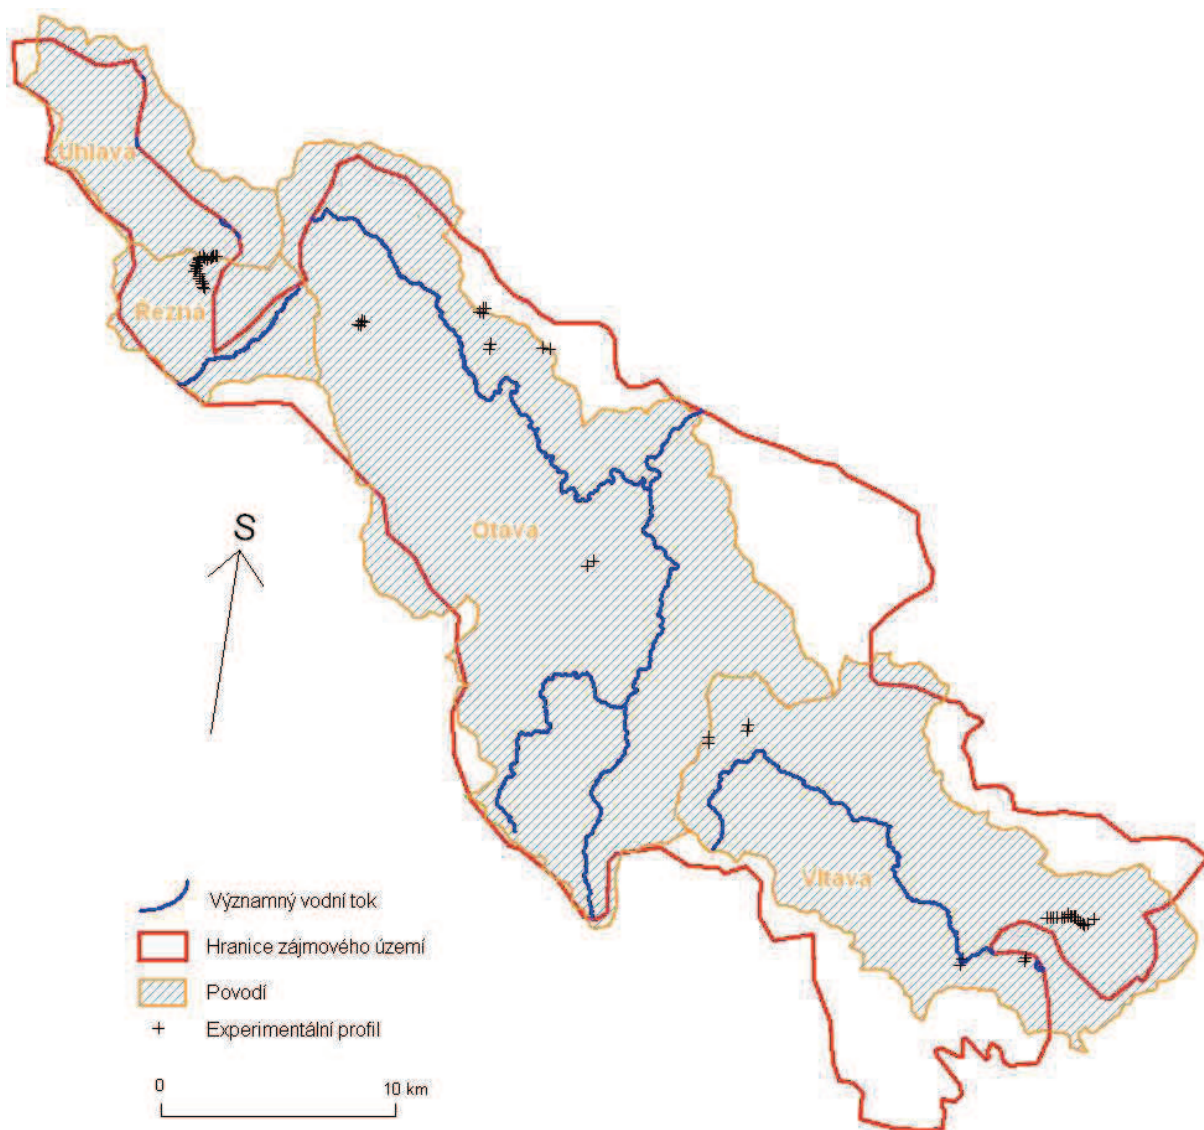 Úhlava
Řezná
S
Otava
Vltava
Významný vodní tok
Hranice zájmového území
Povodí
Experimentální profil
0
10 km